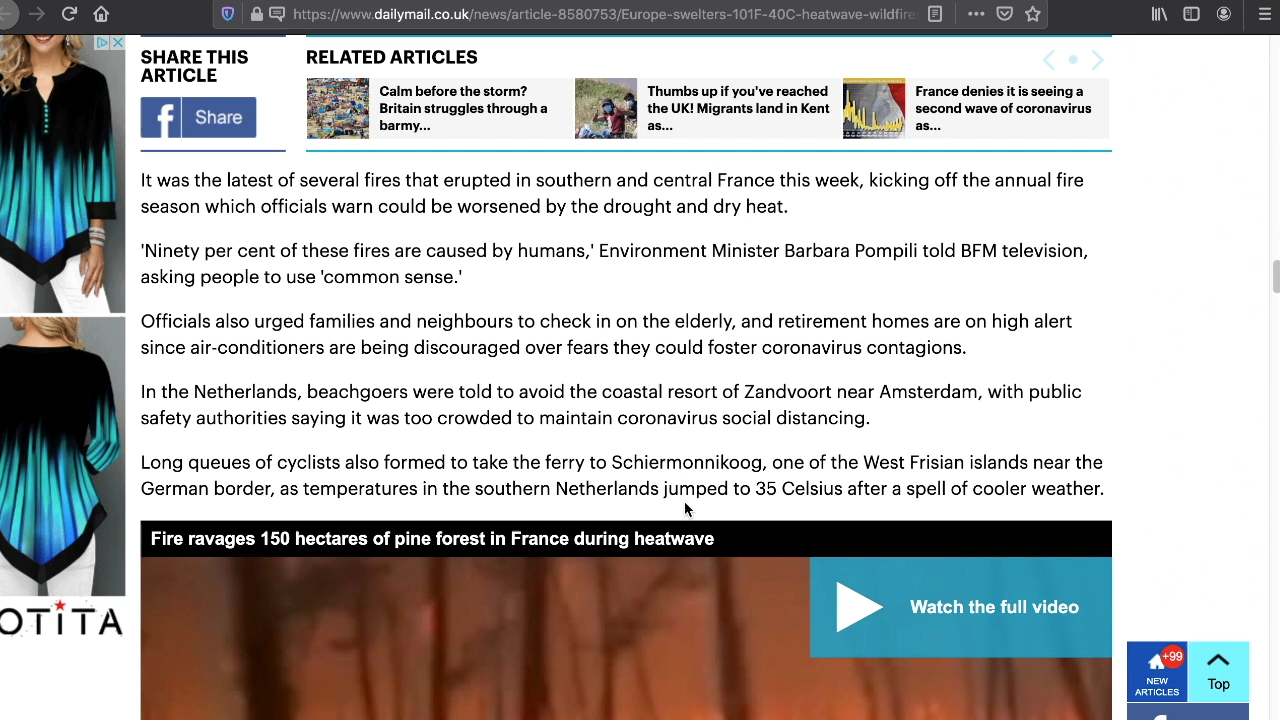 https://www.dailymail.co.uk/news/article-8580753/Europe-swelters-101F-40C-heatwave-wildfire
SHARE THIS
ARTICLE
Share
RELATED ARTICLES
Calm before the storm?
Britain struggles through a
barmy...
Thumbs up if you've reached
the UK! Migrants land in Kent
as...
France denies it is seeing a
second wave of coronavirus
as...
It was the latest of several fires that erupted in southern and central France this week, kicking off the annual fire
season which officials warn could be worsened by the drought and dry heat.
'Ninety per cent of these fires are caused by humans,' Environment Minister Barbara Pompili told BFM television,
asking people to use 'common sense.'
Officials also urged families and neighbours to check in on the elderly, and retirement homes are on high alert
since air-conditioners are being discouraged over fears they could foster coronavirus contagions.
In the Netherlands, beachgoers were told to avoid the coastal resort of Zandvoort near Amsterdam, with public
safety authorities saying it was too crowded to maintain coronavirus social distancing.
Long queues of cyclists also formed to take the ferry to Schiermonnikoog, one of the West Frisian islands near the
German border, as temperatures in the southern Netherlands jumped to 35 Celsius after a spell of cooler weather.
Fire ravages 150 hectares of pine forest in France during heatwave
Watch the full video
OTITA
+99
NEW
ARTICLES
Top